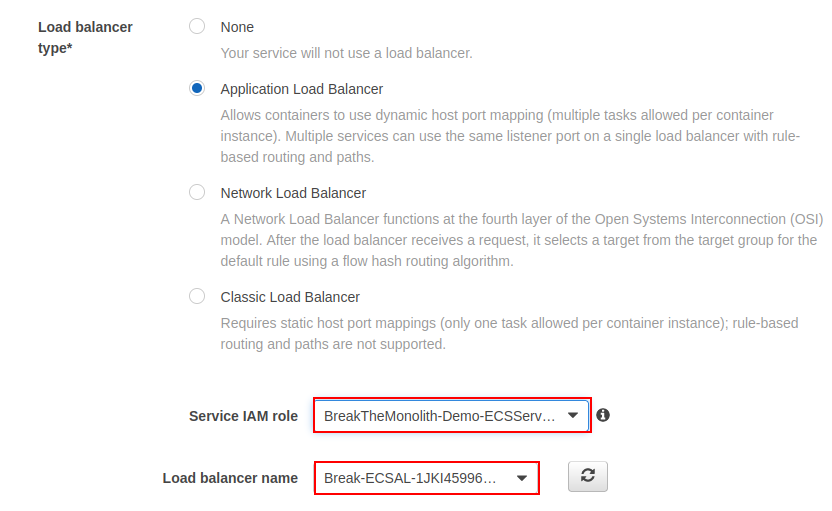 Load balancer
type*
None
Your service will not use a load balancer.
Application Load Balancer
Allows containers to use dynamic host port mapping (multiple tasks allowed per container
instance). Multiple services can use the same listener port on a single load balancer with rule-
based routing and paths.
Network Load Balancer
A Network Load Balancer functions at the fourth layer of the Open Systems Interconnection (OSI)
model. After the load balancer receives a request, it selects a target from the target group for the
default rule using a flow hash routing algorithm.
Classic Load Balancer
Requires static host port mappings (only one task allowed per container instance); rule-based
routing and paths are not supported.
Service IAM role BreakTheMonolith-Demo-ECSServ…
Load balancer name Break-ECSAL-1JKI45996…